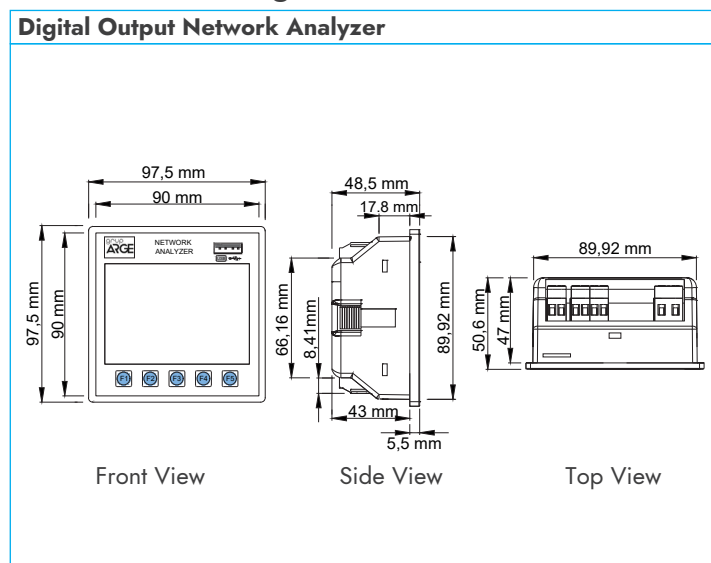 Digital Output Network Analyzer
97,5 mm
90 mm
97,5 mm
90 mm
grup
ARGE
NETWORK
ANALYZER
F1 F2 F3 F4 F5
Front View
48,5 mm
17.8 mm
66,16 mm
8,41mm
89,92 mm
43 mm
5,5 mm
Side View
89,92 mm
50,6 mm
47 mm
Top View